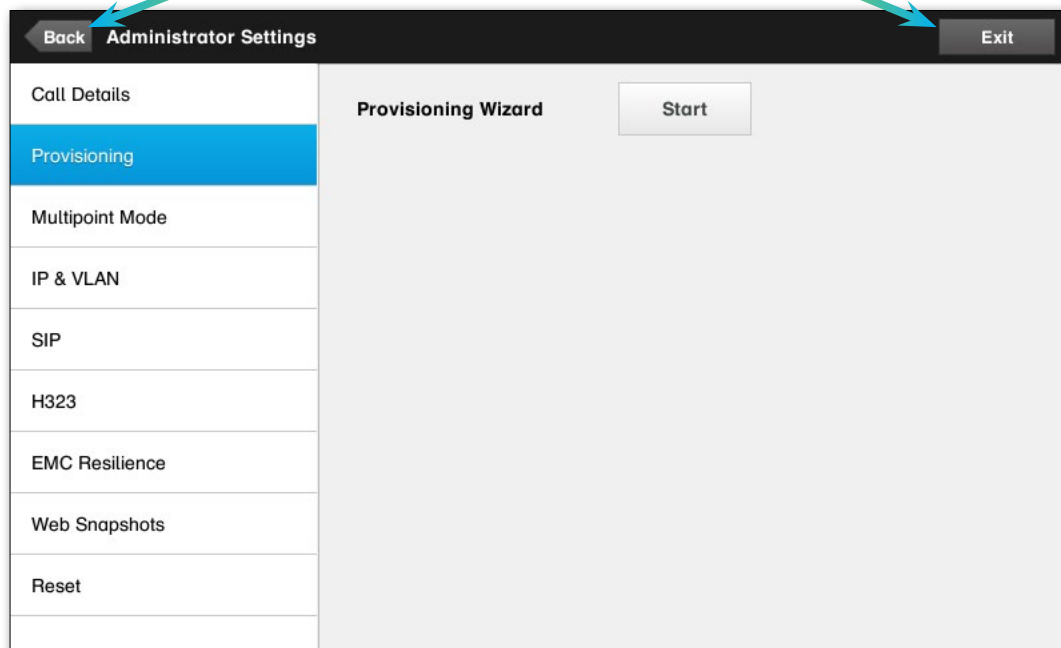 Back Administrator Settings Exit
Call Details
Provisioning Wizard Start
Provisioning
Multipoint Mode
IP & VLAN
SIP
H323
EMC Resilience
Web Snapshots
Reset